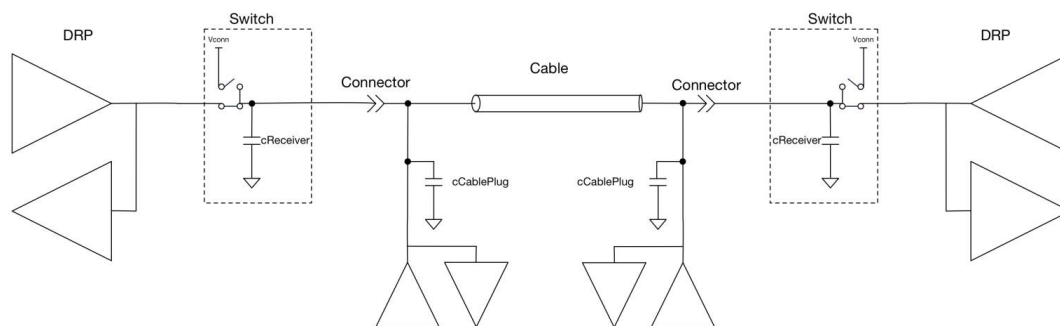 Switch
Switch
DRP
DRP
Vconn
Vconn
Connector
Cable
Connector
cReceiver
cReceiver
cCablePlug
cCablePlug